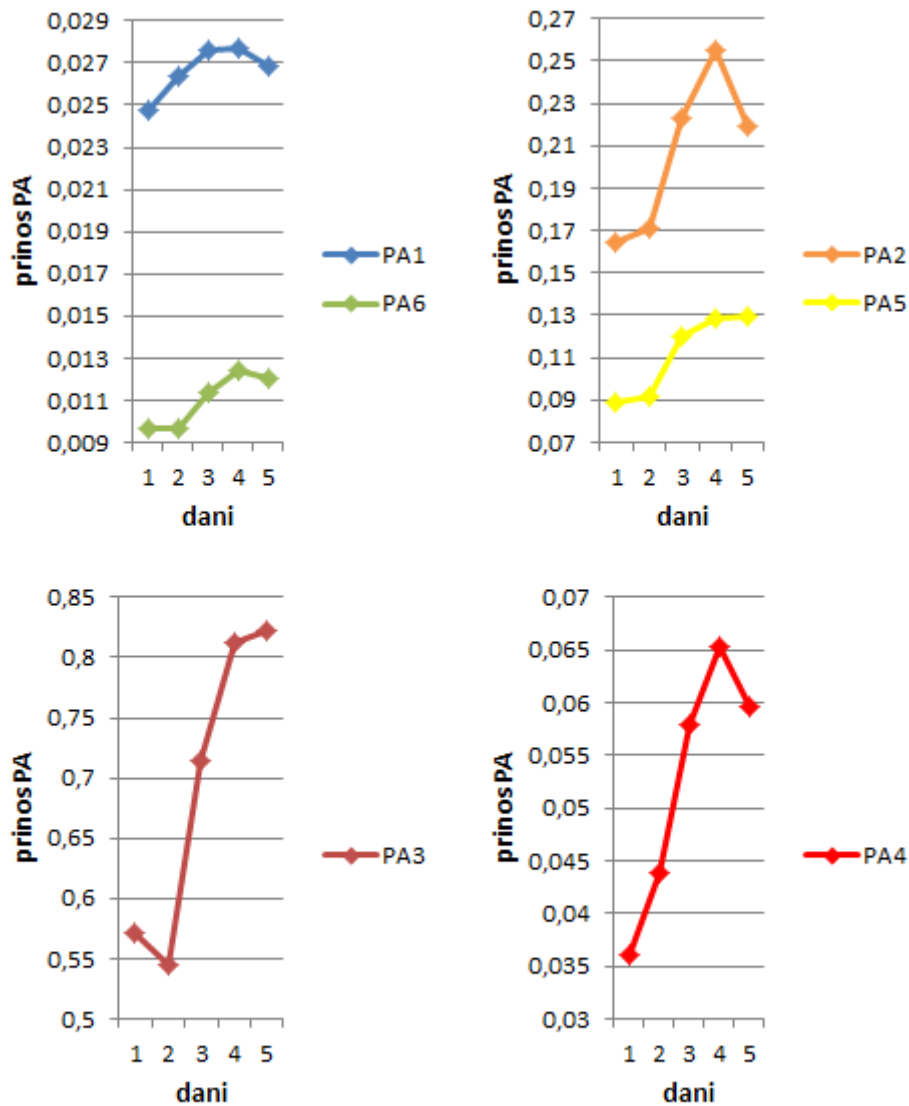 0,029
0,027
0,025
0,023
0,021
0,019
0,017
0,015
0,013
0,011
0,009
prinos PA
1 2 3 4 5
dani
PA1
PA6
0,27
0,25
0,23
0,21
0,19
0,17
0,15
0,13
0,11
0,09
0,07
prinos PA
1 2 3 4 5
dani
PA2
PA5
0,85
0,8
0,75
0,7
0,65
0,6
0,55
0,5
prinos PA
1 2 3 4 5
dani
PA3
0,07
0,065
0,06
0,055
0,05
0,045
0,04
0,035
0,03
prinos PA
1 2 3 4 5
dani
PA4